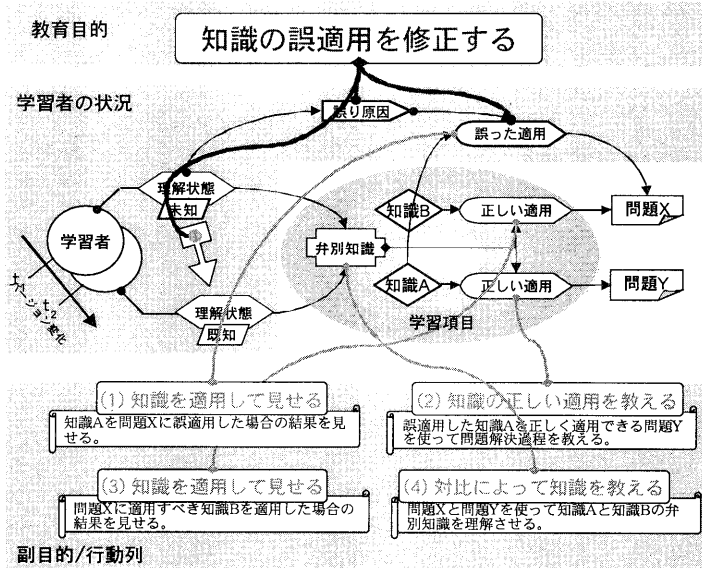 教育目的
知識の誤適用を修正する
学習者の状況
誤り原因
誤った適用
理解状態
未知
知識B
正しい適用
問題X
学習者
弁別知識
知識A
正しい適用
問題Y
t1
t2
バージョン変化
理解状態
既知
学習項目
(1) 知識を適用して見せる
知識Aを問題Xに誤適用した場合の結果を見
せる。
(2) 知識の正しい適用を教える
誤適用した知識Aを正しく適用できる問題Y
を使って問題解決過程を教える。
(3) 知識を適用して見せる
問題Xに適用すべき知識Bを適用した場合の
結果を見せる。
(4) 対比によって知識を教える
問題Xと問題Yを使って知識Aと知識Bの弁
別知識を理解させる。
副目的/行動列